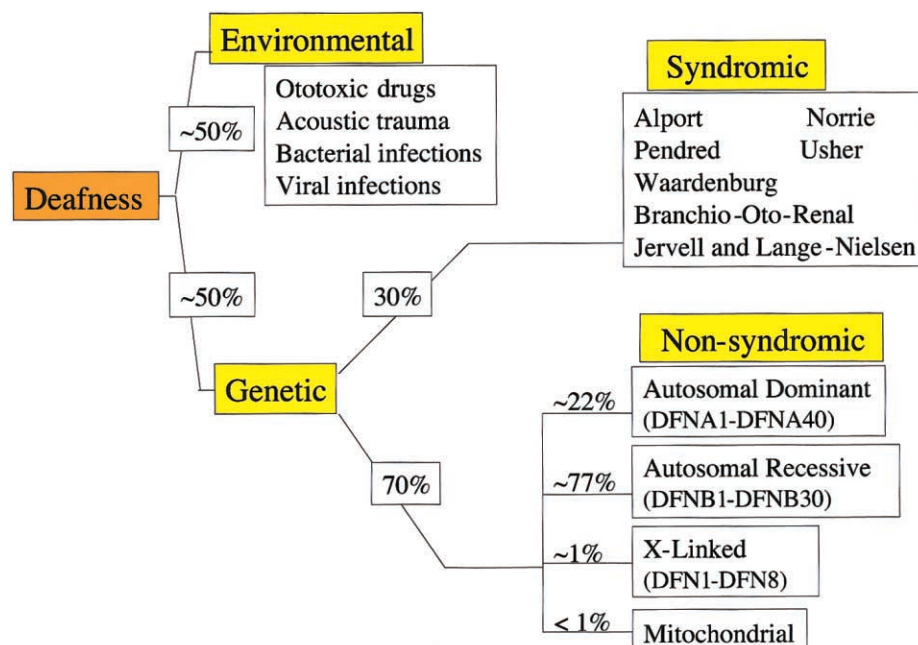 Environmental
Ototoxic drugs
Acoustic trauma
Bacterial infections
Viral infections
~50%
Deafness
~50%
Genetic
30%
Syndromic
Alport Norrie
Pendred Usher
Waardenburg
Branchio-Oto-Renal
Jervell and Lange-Nielsen
70%
Non-syndromic
~22%
Autosomal Dominant
(DFNA1-DFNA40)
~77%
Autosomal Recessive
(DFNB1-DFNB30)
~1%
X-Linked
(DFN1-DFN8)
< 1%
Mitochondrial